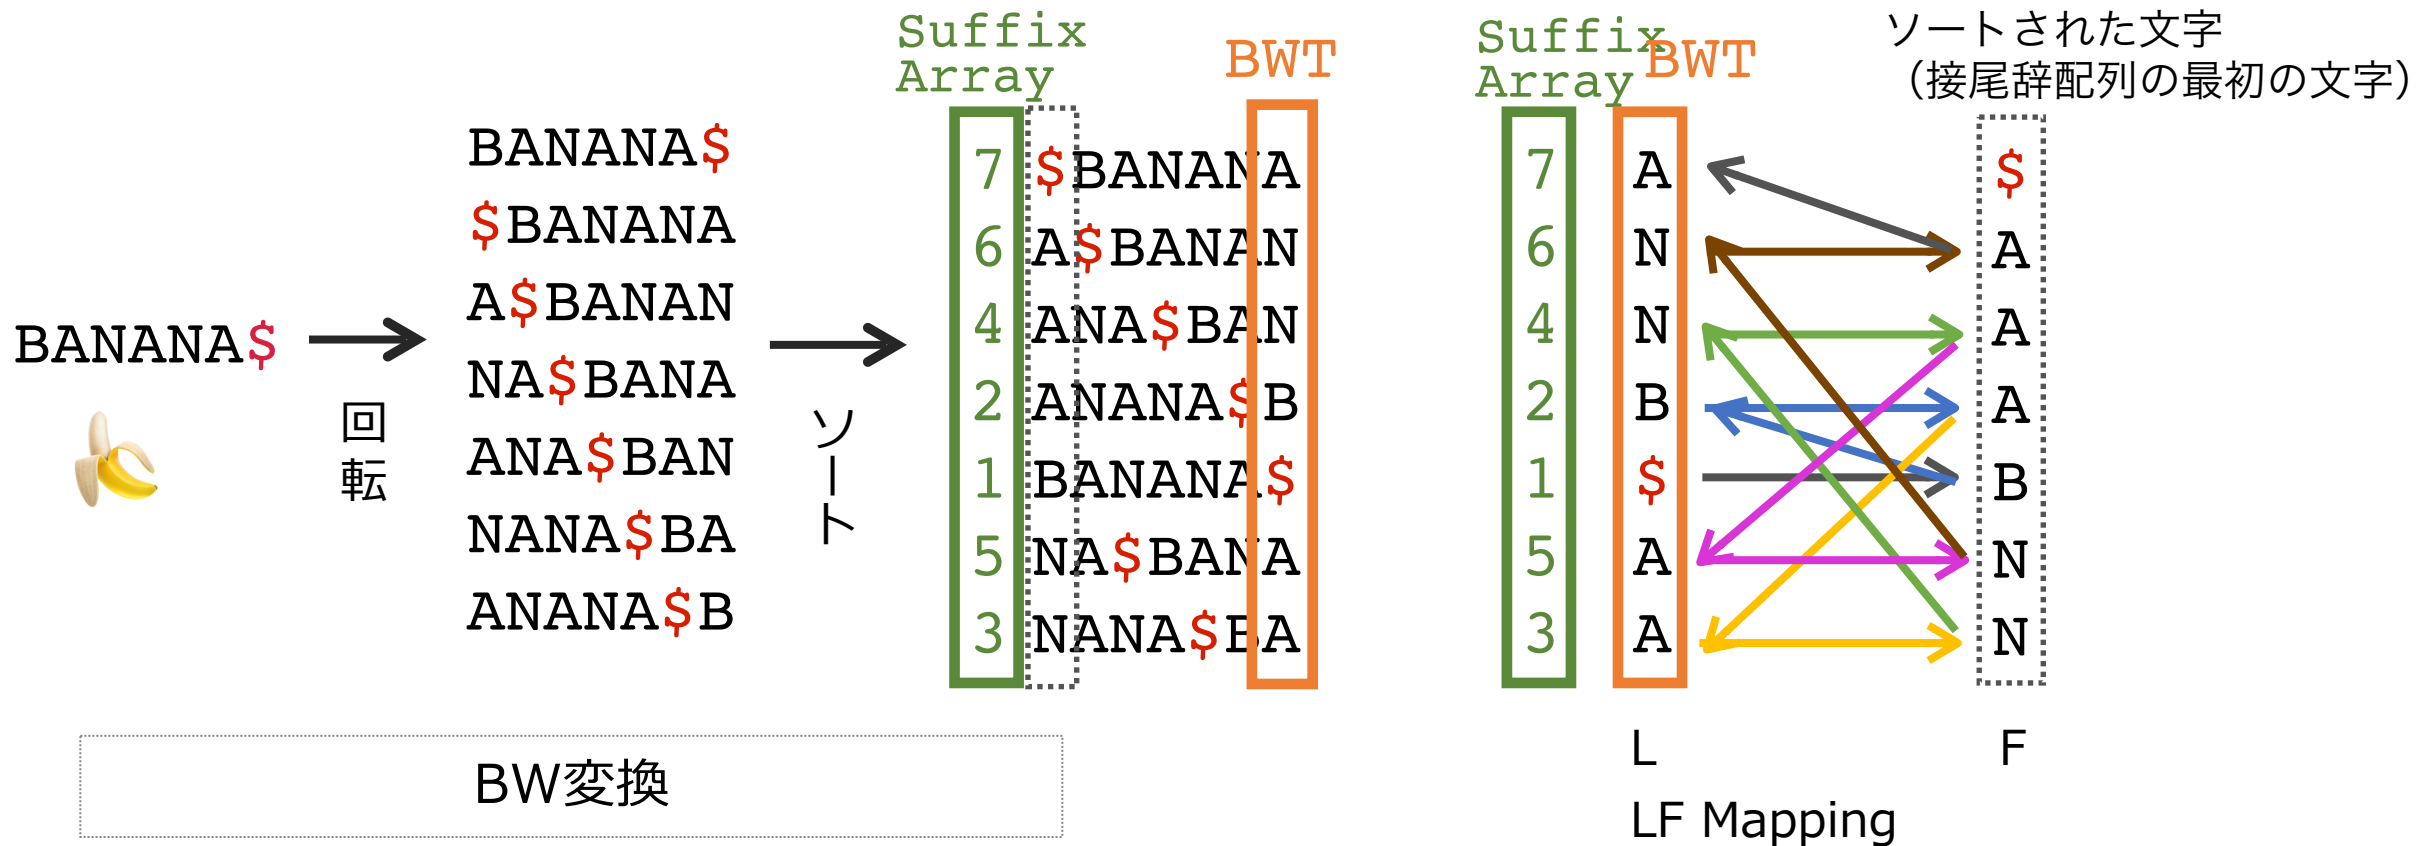 BANANA$
回転
BANANA$
$BANANA
A$BANAN
NA$BANA
ANA$BAN
NANA$BA
ANANA$B
ソート
Suffix
Array
BWT
7 $BANANA
6 A$BANAN
4 ANA$BAN
2 ANANA$B
1 BANANA$
5 NA$BANA
3 NANA$BA
BW変換
Suffix
Array
BWT
ソートされた文字
（接尾辞配列の最初の文字）
7 A $
6 N A
4 N A
2 B A
1 $ B
5 A N
3 A N
L F
LF Mapping